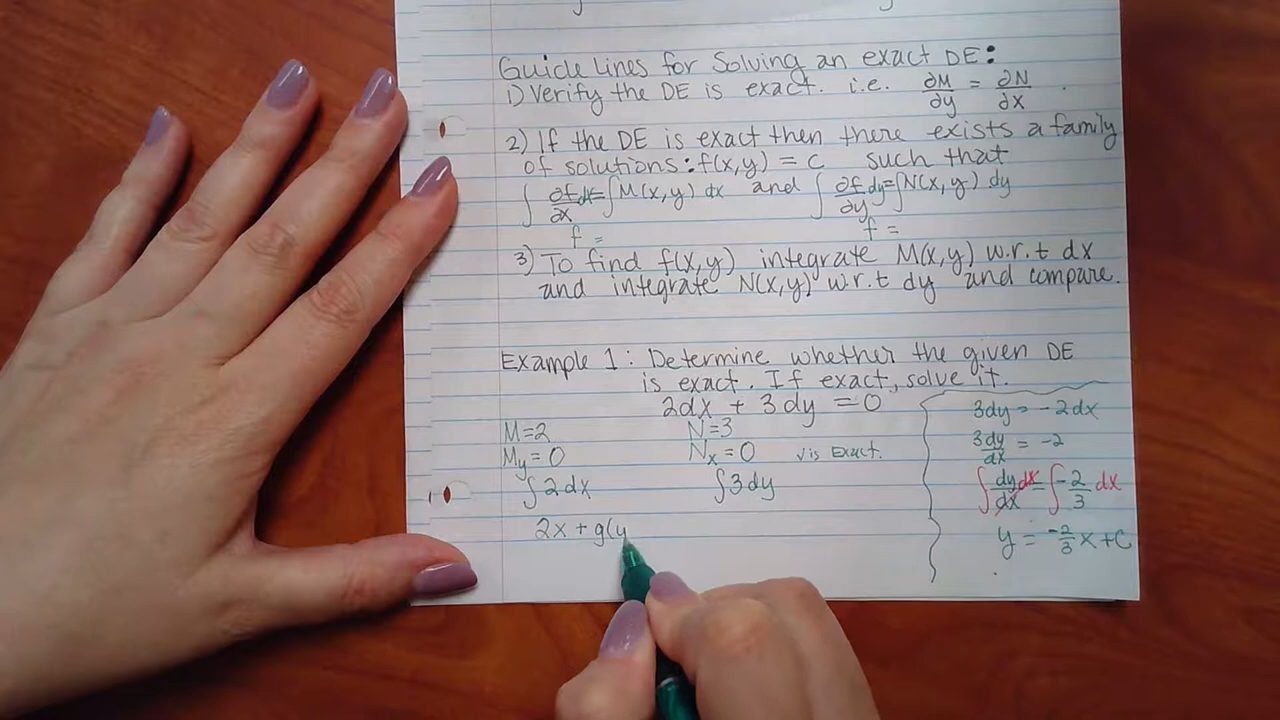 Guidelines for Solving an exact DE:
1) Verify the DE is exact. i.e. ∂M/∂y = ∂N/∂x
2) If the DE is exact then there exists a family
of solutions: f(x,y) = c such that
∫ ∂f/∂x dx = ∫ M(x,y) dx and ∫ ∂f/∂y dy = ∫ N(x,y) dy
f = f =
3) To find f(x,y) integrate M(x,y) w.r.t dx
and integrate N(x,y) w.r.t dy and compare.
Example 1: Determine whether the given DE
is exact. If exact, solve it.
2dx + 3dy = 0
M=2 N=3
My = 0 Nx = 0 √ is Exact.
∫2dx ∫3dy
2x + g(y
3dy = -2dx
3dy/dx = -2
∫ dy/dx dx = ∫ -2/3 dx
y = -2/3 x + C